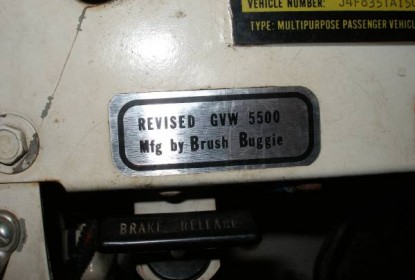 VEHICLE NUMBER:
TYPE: MULTIPURPOSE PASSENGER
REVISED GVW 5500
Mfg by Brush Buggie
BRAKE RELEASE